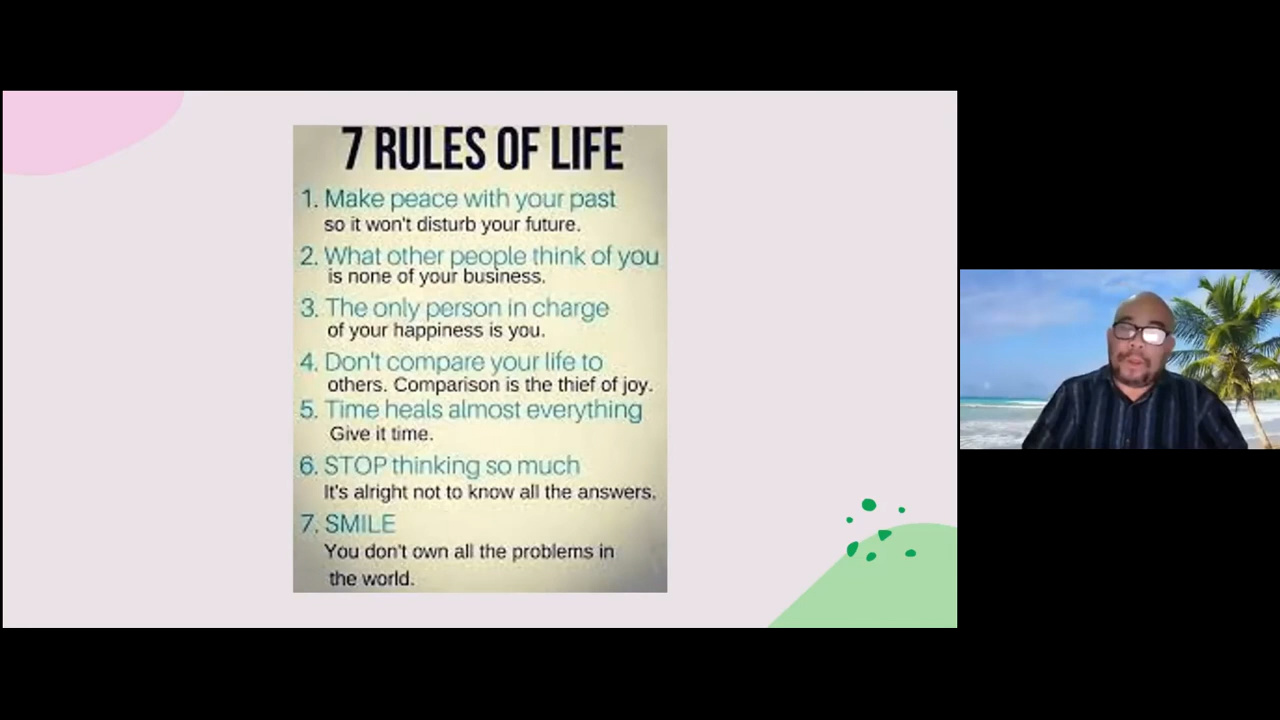 7 RULES OF LIFE
1. Make peace with your past
so it won't disturb your future.
2. What other people think of you
is none of your business.
3. The only person in charge
of your happiness is you.
4. Don't compare your life to
others. Comparison is the thief of joy.
5. Time heals almost everything
Give it time.
6. STOP thinking so much
It's alright not to know all the answers.
7. SMILE
You don't own all the problems in
the world.